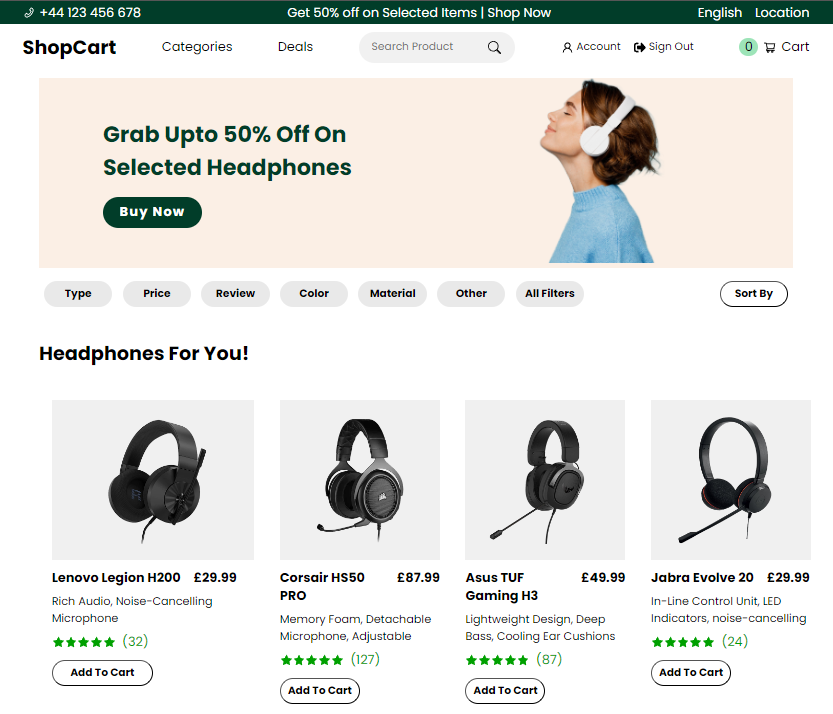 +44 123 456 678
Get 50% off on Selected Items | Shop Now
English Location
ShopCart
Categories
Deals
Search Product
Account
Sign Out
0
Cart
Grab Upto 50% Off On
Selected Headphones
Buy Now
Type
Price
Review
Color
Material
Other
All Filters
Sort By
Headphones For You!
Lenovo Legion H200 £29.99
Rich Audio, Noise-Cancelling
Microphone
(32)
Add To Cart
Corsair HS50 £87.99
PRO
Memory Foam, Detachable
Microphone, Adjustable
(127)
Add To Cart
Asus TUF £49.99
Gaming H3
Lightweight Design, Deep
Bass, Cooling Ear Cushions
(87)
Add To Cart
Jabra Evolve 20 £29.99
In-Line Control Unit, LED
Indicators, noise-cancelling
(24)
Add To Cart